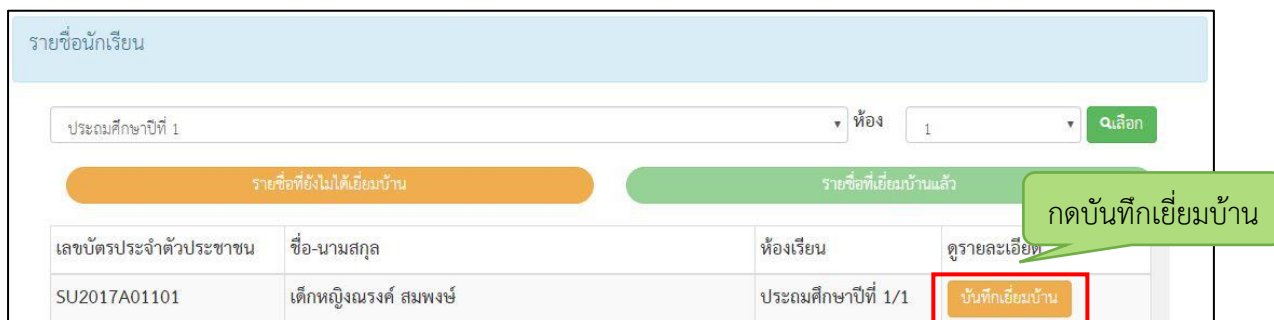 รายชื่อนักเรียน
ประถมศึกษาปีที่ 1 ห้อง 1 เลือก
รายชื่อที่ยังไม่ได้เยี่ยมบ้าน รายชื่อที่เยี่ยมบ้านแล้ว
กดบันทึกเยี่ยมบ้าน
เลขบัตรประจำตัวประชาชน ชื่อ-นามสกุล ห้องเรียน ดูรายละเอียด
SU2017A01101 เด็กหญิงณรงค์ สมพงษ์ ประถมศึกษาปีที่ 1/1 บันทึกเยี่ยมบ้าน